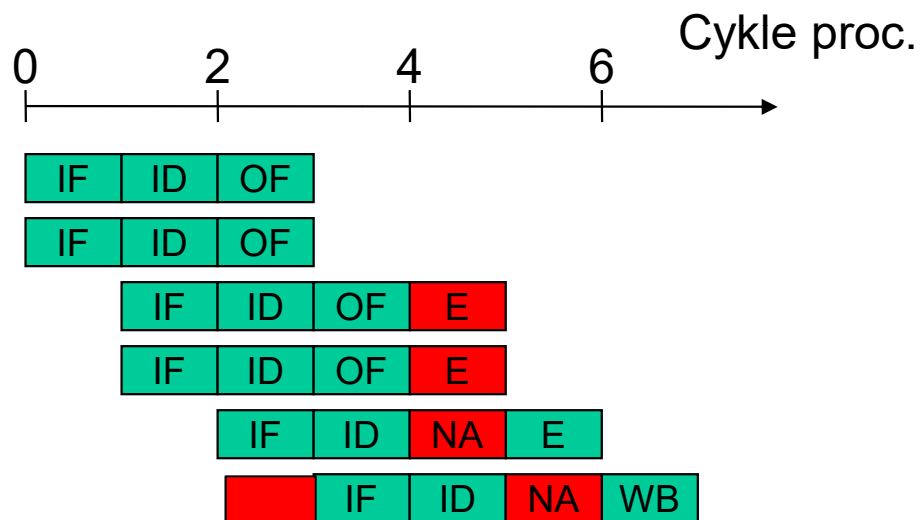 Cykle proc.
0 2 4 6
IF ID OF
IF ID OF
IF ID OF E
IF ID OF E
IF ID NA E
IF ID NA WB